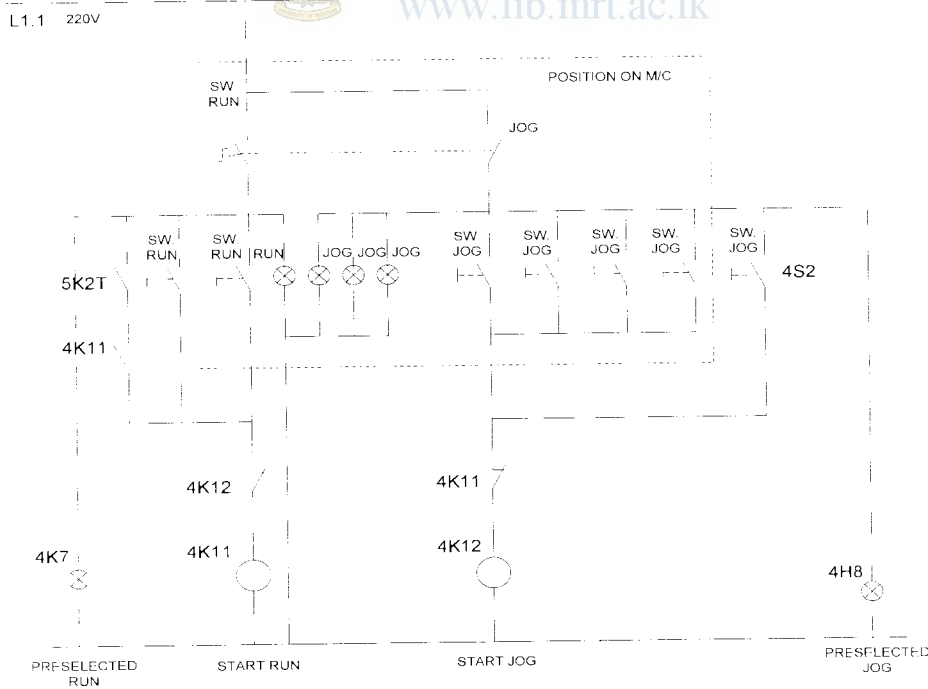 www.lib.mrt.ac.lk
L1.1 220V
POSITION ON M/C
SW
RUN
JOG
SW.
RUN
SW.
RUN
RUN
JOG JOG JOG
SW
JOG
SW.
JOG
SW.
JOG
SW.
JOG
SW.
JOG
5K2T
4S2
4K11
4K12
4K11
4K11
4K12
4K7
4H8
PRESELECTED
RUN
START RUN
START JOG
PRESELECTED
JOG